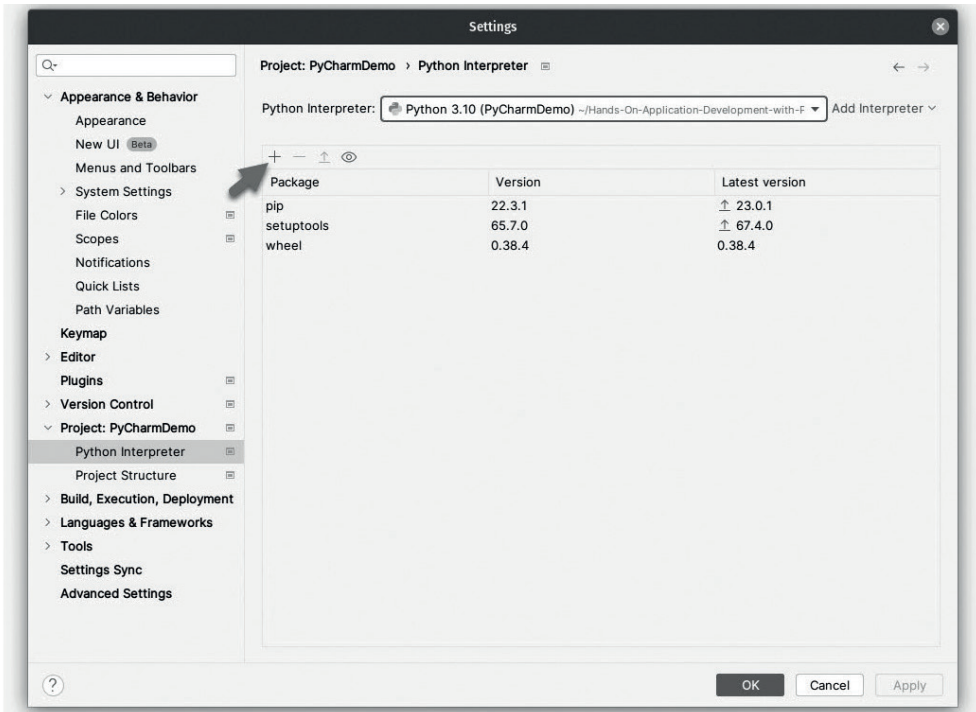 Settings
Project: PyCharmDemo › Python Interpreter
Python Interpreter: Python 3.10 (PyCharmDemo) ~/Hands-On-Application-Development-with-F Add Interpreter
Appearance & Behavior
Appearance
New UI Beta
Menus and Toolbars
System Settings
File Colors
Scopes
Notifications
Quick Lists
Path Variables
Keymap
Editor
Plugins
Version Control
Project: PyCharmDemo
Python Interpreter
Project Structure
Build, Execution, Deployment
Languages & Frameworks
Tools
Settings Sync
Advanced Settings
Package Version Latest version
pip 22.3.1 23.0.1
setuptools 65.7.0 67.4.0
wheel 0.38.4 0.38.4
? OK Cancel Apply